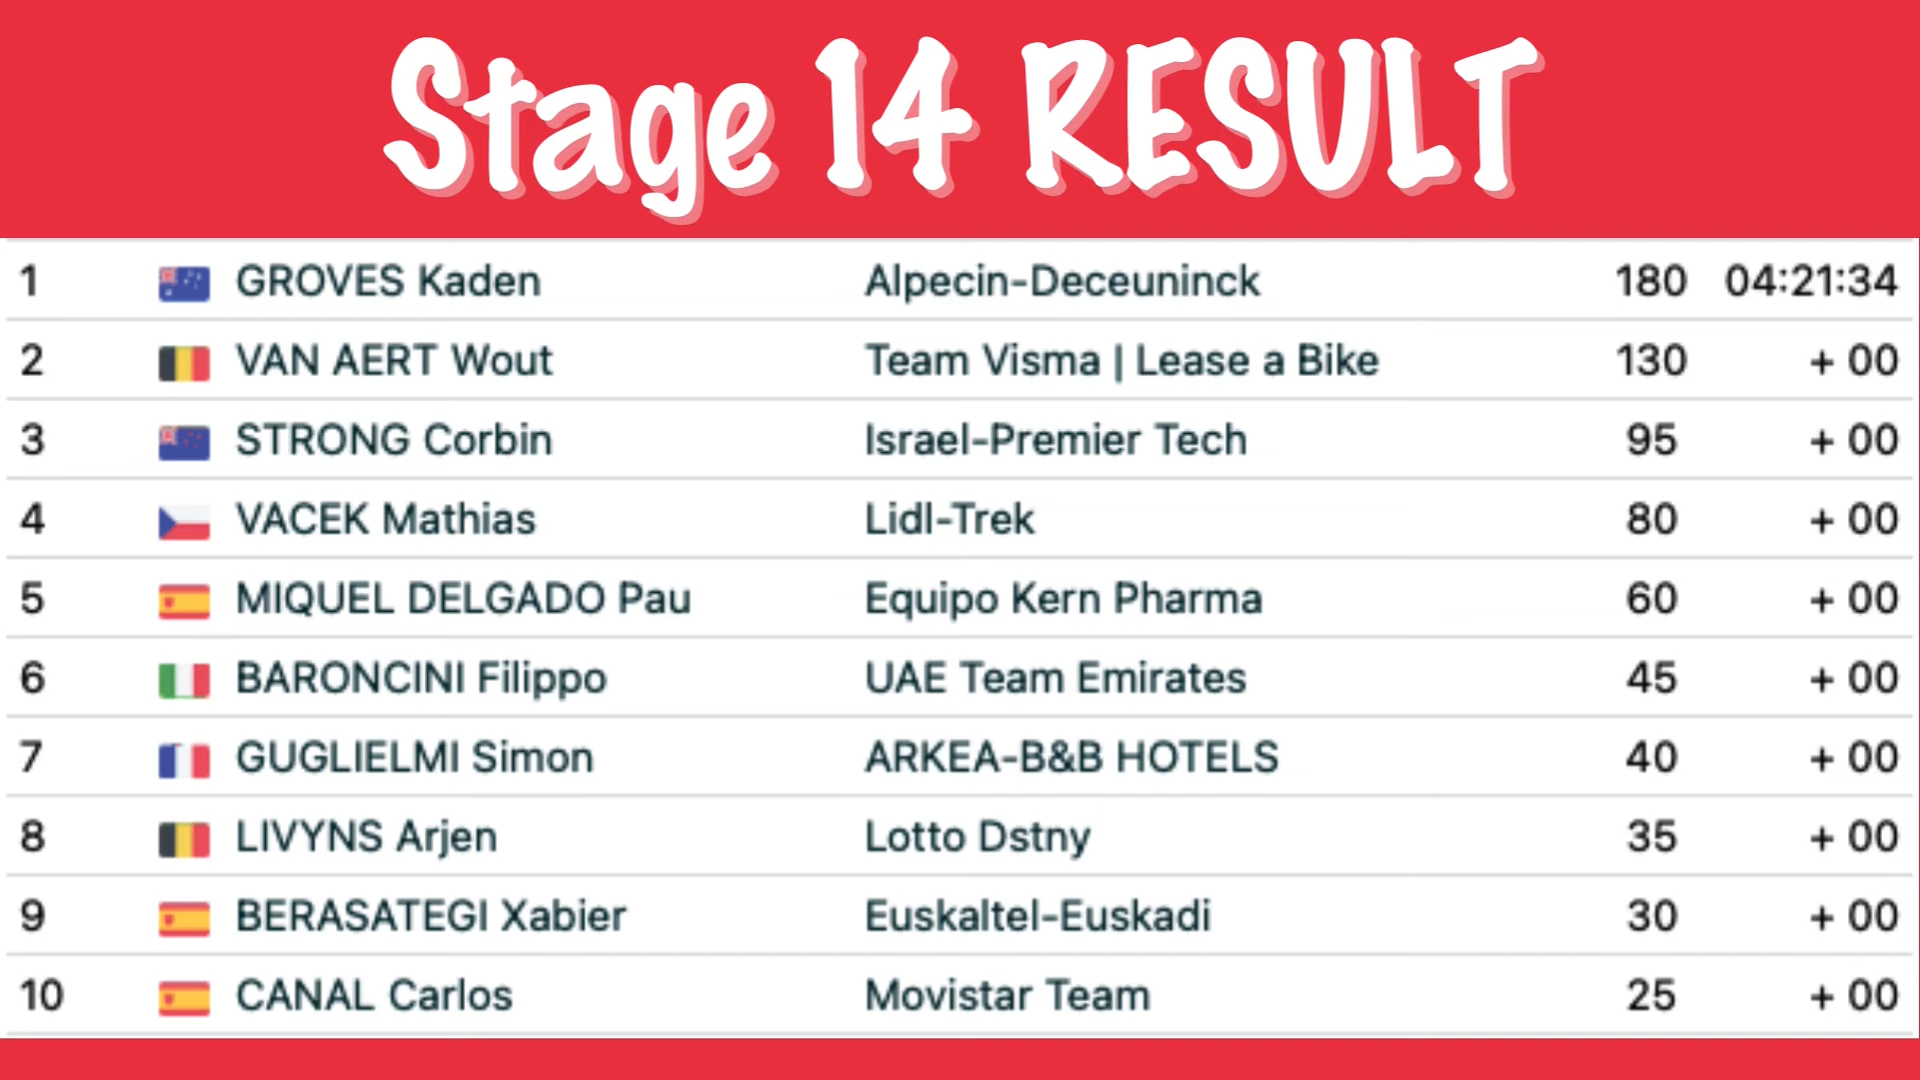 Stage 14 RESULT
1 GROVES Kaden Alpecin-Deceuninck 180 04:21:34
2 VAN AERT Wout Team Visma | Lease a Bike 130 + 00
3 STRONG Corbin Israel-Premier Tech 95 + 00
4 VACEK Mathias Lidl-Trek 80 + 00
5 MIQUEL DELGADO Pau Equipo Kern Pharma 60 + 00
6 BARONCINI Filippo UAE Team Emirates 45 + 00
7 GUGLIELMI Simon ARKEA-B&B HOTELS 40 + 00
8 LIVYNS Arjen Lotto Dstny 35 + 00
9 BERASATEGI Xabier Euskaltel-Euskadi 30 + 00
10 CANAL Carlos Movistar Team 25 + 00